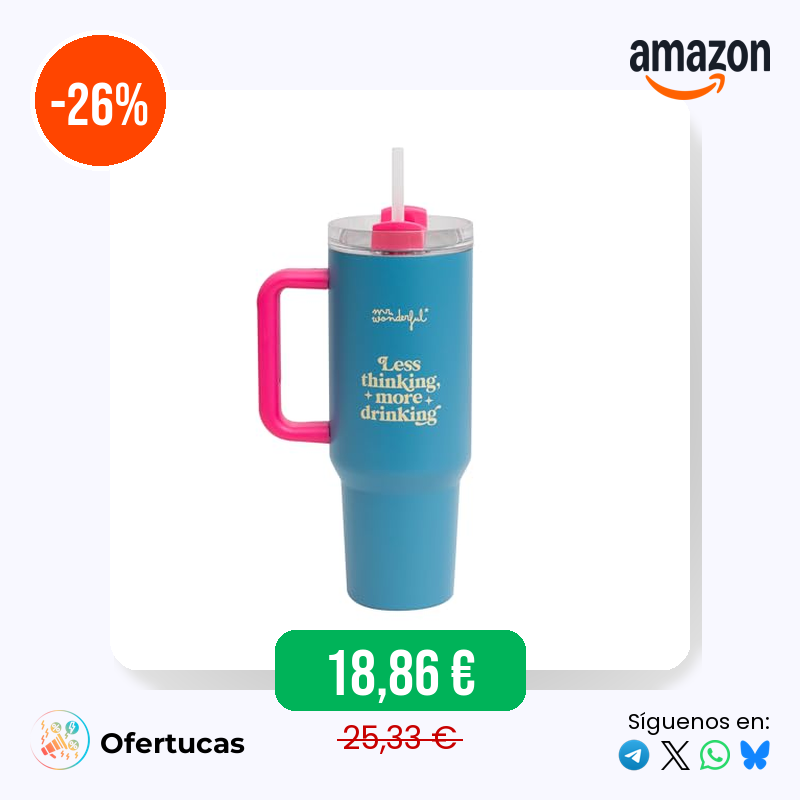 -26%
amazon
mr.
wonderful*
Less
thinking,
more
drinking
18,86 €
25,33 €
Ofertucas
Síguenos en: